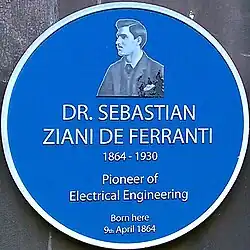 DR. SEBASTIAN
ZIANI DE FERRANTI
1864 - 1930
Pioneer of
Electrical Engineering
Born here
9th April 1864